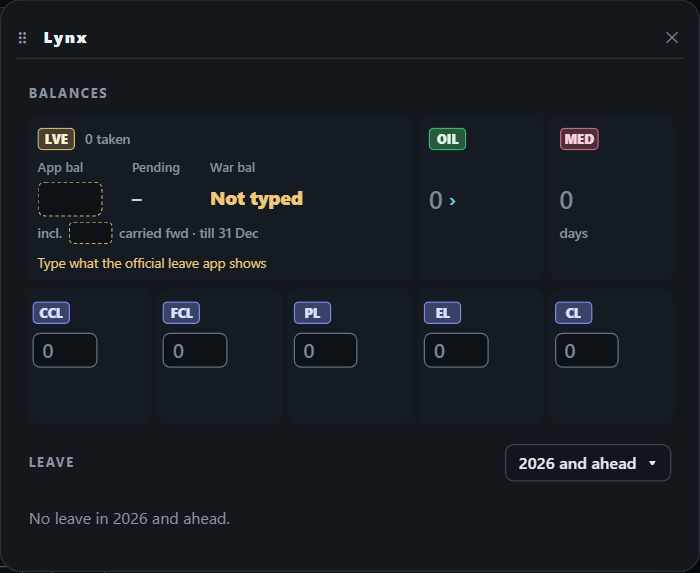 Lynx
BALANCES
LVE 0 taken
App bal Pending War bal
– Not typed
incl. carried fwd · till 31 Dec
Type what the official leave app shows
OIL
0 ›
MED
0
days
CCL
0
FCL
0
PL
0
EL
0
CL
0
LEAVE
2026 and ahead
No leave in 2026 and ahead.